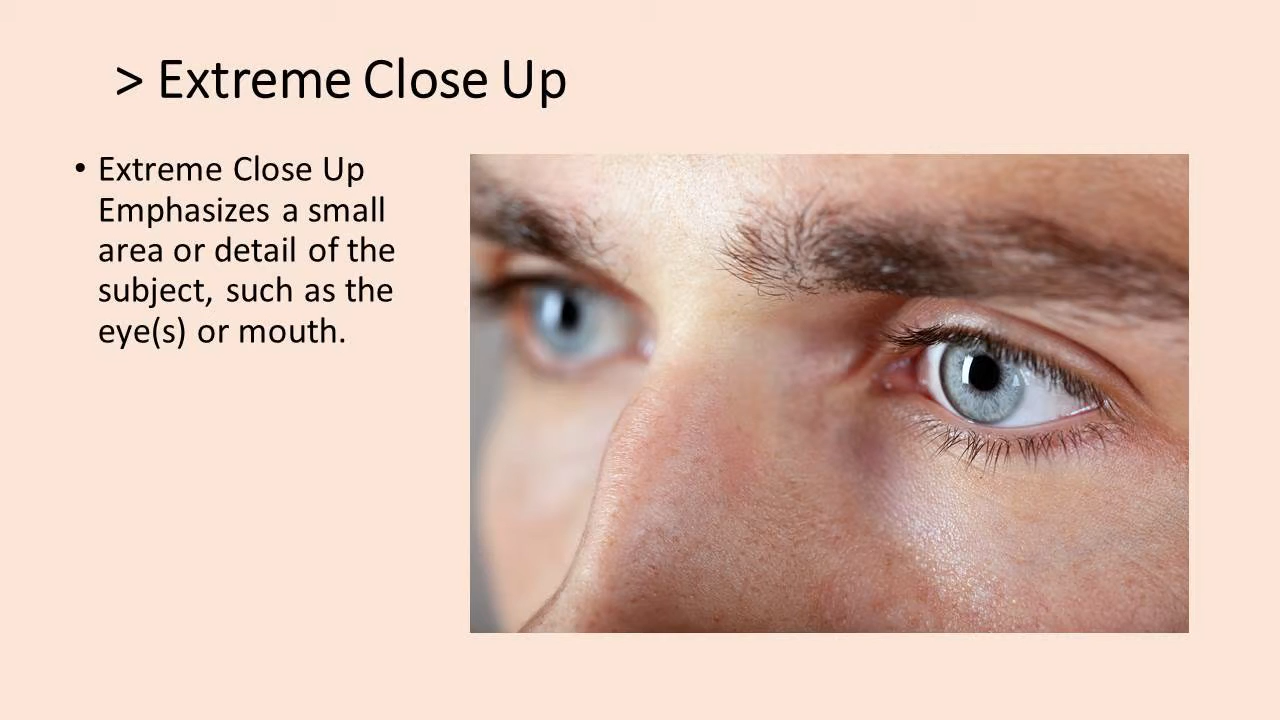 > Extreme Close Up
• Extreme Close Up
Emphasizes a small
area or detail of the
subject, such as the
eye(s) or mouth.